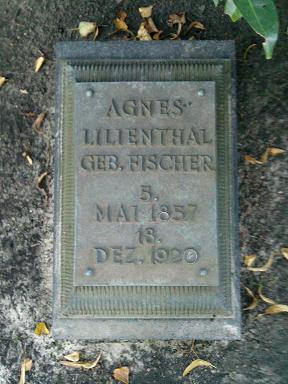 AGNES
LILIENTHAL
GEB. FISCHER
5.
MAI 1857
18.
DEZ. 1920